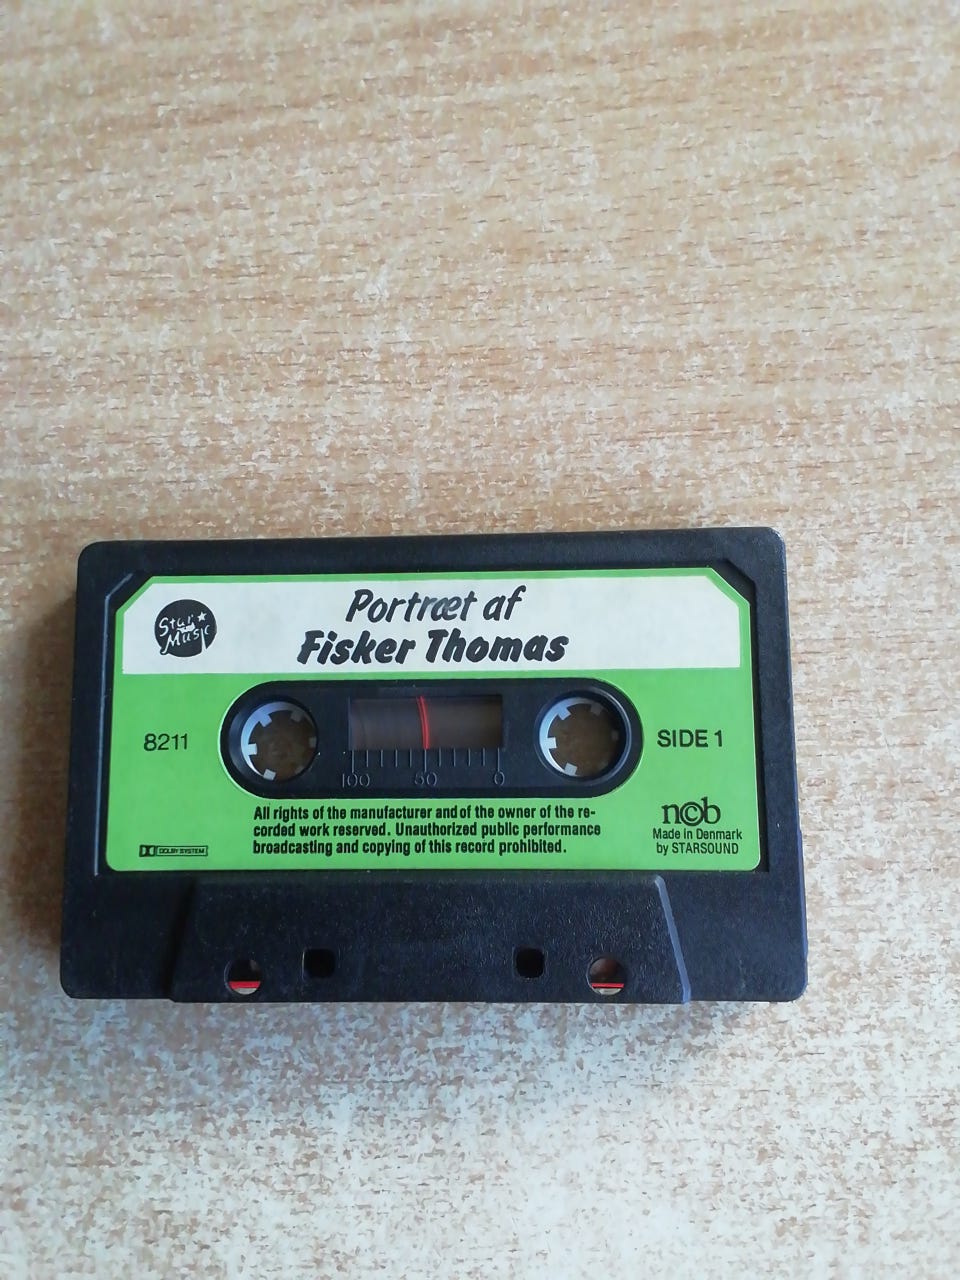 Star
Music
Portræt af
Fisker Thomas
8211
SIDE 1
100 50 0
All rights of the manufacturer and of the owner of the re-
corded work reserved. Unauthorized public performance
broadcasting and copying of this record prohibited.
DOLBY SYSTEM
n©b
Made in Denmark
by STARSOUND